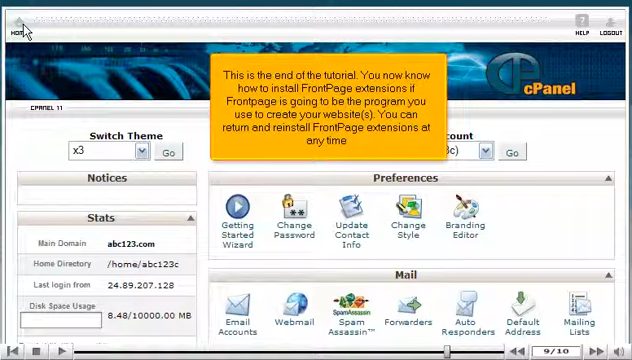 HOME
HELP
LOGOUT
cPanel
CPANEL 11
This is the end of the tutorial. You now know
how to install FrontPage extensions if
Frontpage is going to be the program you
use to create your website(s). You can
return and reinstall FrontPage extensions at
any time
Switch Theme
x3
Go
ount
3c)
Go
Notices
Stats
Main Domain abc123.com
Home Directory /home/abc123c
Last login from 24.89.207.128
Disk Space Usage 8.48/10000.00 MB
Preferences
Getting
Started
Wizard
Change
Password
Update
Contact
Info
Change
Style
Branding
Editor
Mail
Email
Accounts
Webmail
SpamAssassin
Spam
Assassin™
Forwarders
Auto
Responders
Default
Address
Mailing
Lists
9/10